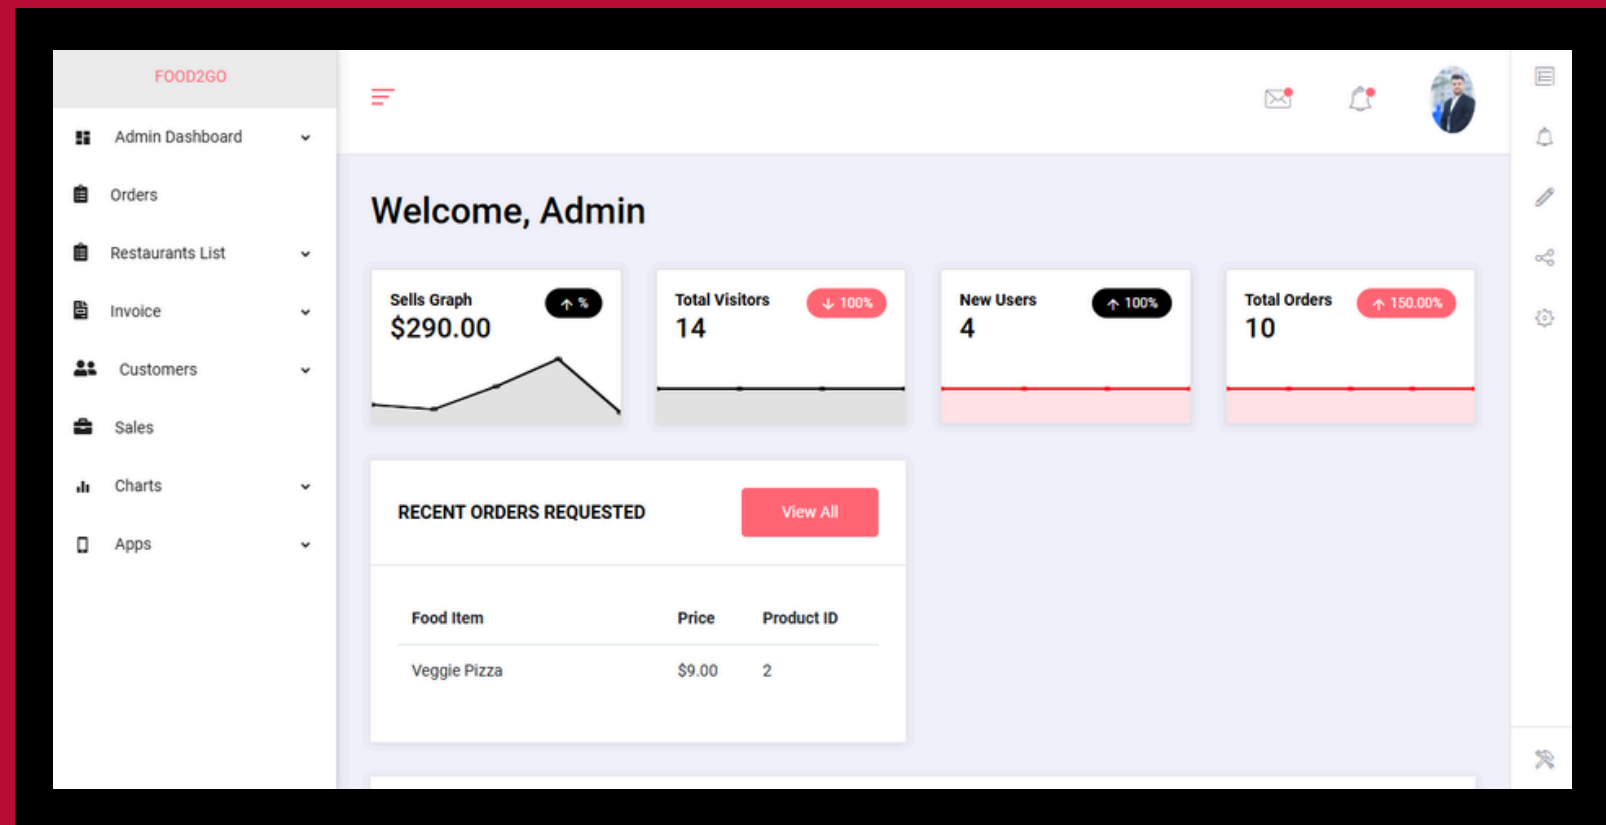 FOOD2GO
Admin Dashboard
Orders
Restaurants List
Invoice
Customers
Sales
Charts
Apps
Welcome, Admin
Sells Graph
%
$290.00
Total Visitors
100%
14
New Users
100%
4
Total Orders
150.00%
10
RECENT ORDERS REQUESTED
View All
Food Item Price Product ID
Veggie Pizza $9.00 2